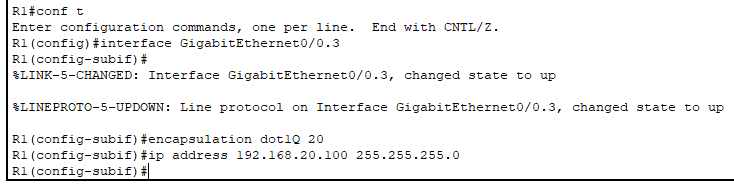 R1#conf t
Enter configuration commands, one per line.  End with CNTL/Z.
R1(config)#interface GigabitEthernet0/0.3
R1(config-subif)#
%LINK-5-CHANGED: Interface GigabitEthernet0/0.3, changed state to up
%LINEPROTO-5-UPDOWN: Line protocol on Interface GigabitEthernet0/0.3, changed state to up
R1(config-subif)#encapsulation dot1Q 20
R1(config-subif)#ip address 192.168.20.100 255.255.255.0
R1(config-subif)#